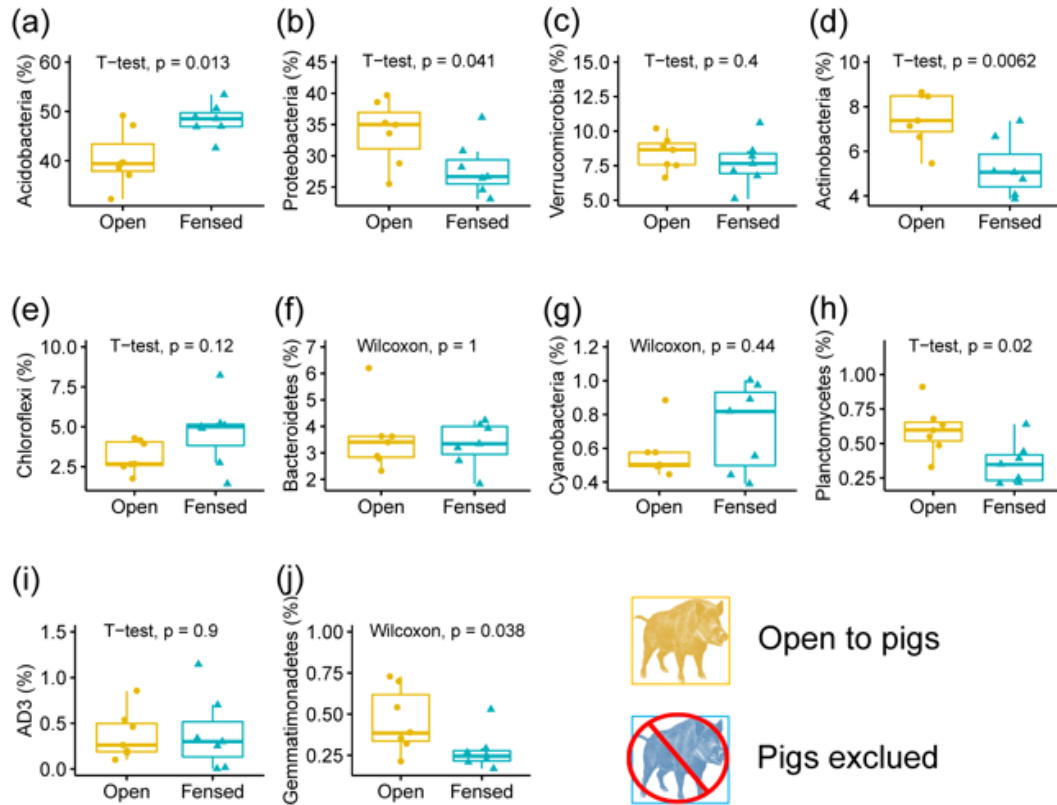 (a) (b) (c) (d)
T-test, p = 0.013 T-test, p = 0.041 T-test, p = 0.4 T-test, p = 0.0062
Acidobacteria (%) Proteobacteria (%) Verrucomicrobia (%) Actinobacteria (%)
60 50 40
45 40 35 30 25
15.0 12.5 10.0 7.5 5.0
10 8 6 4
Open Fensed Open Fensed Open Fensed Open Fensed
(e) (f) (g) (h)
T-test, p = 0.12 Wilcoxon, p = 1 Wilcoxon, p = 0.44 T-test, p = 0.02
Chloroflexi (%) Bacteroidetes (%) Cyanobacteria (%) Planctomycetes (%)
10.0 7.5 5.0 2.5
7 6 5 4 3 2
1.2 1.0 0.8 0.6 0.4
1.00 0.75 0.50 0.25
Open Fensed Open Fensed Open Fensed Open Fensed
(i) (j)
T-test, p = 0.9 Wilcoxon, p = 0.038
AD3 (%) Gemmatimonadetes (%)
1.5 1.0 0.5 0.0
1.00 0.75 0.50 0.25
Open Fensed Open Fensed
Open to pigs
Pigs exclued